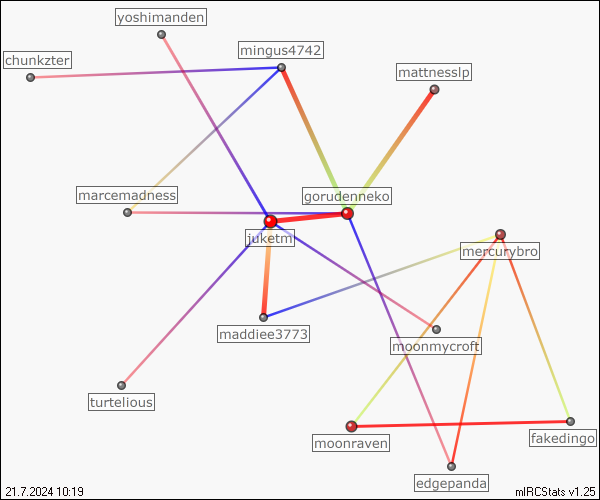 yoshimanden
mingus4742
chunkzter
mattnesslp
marcemadness
gorudenneko
juketm
mercurybro
maddiee3773
moonmycroft
turtelious
moonraven
fakedingo
edgepanda
21.7.2024 10:19
mIRCStats v1.25